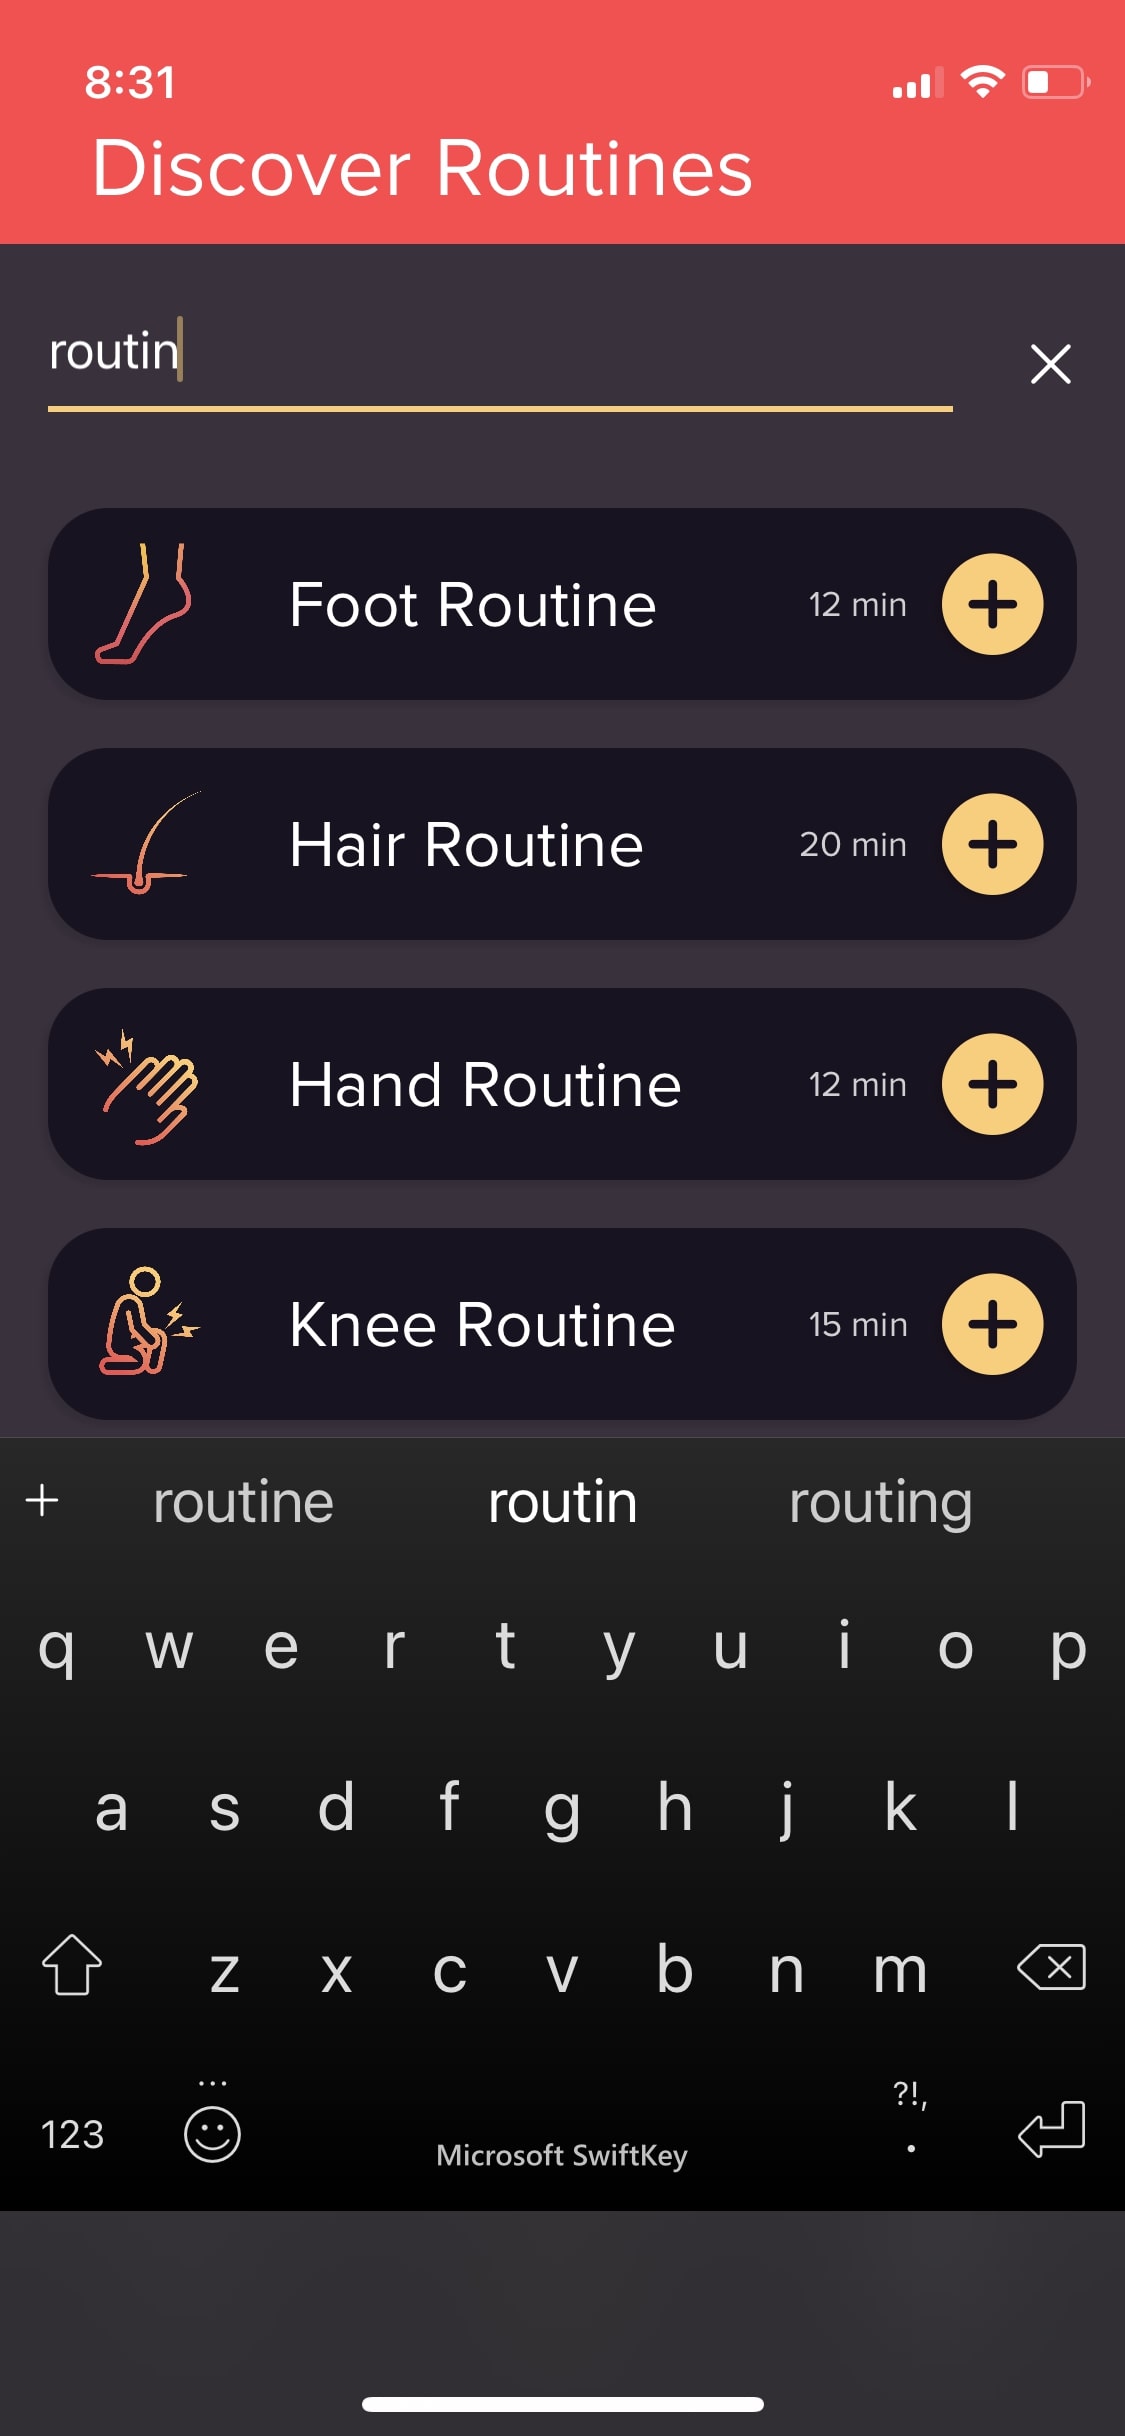 8:31
Discover Routines
routin
Foot Routine 12 min
Hair Routine 20 min
Hand Routine 12 min
Knee Routine 15 min
routine routin routing
q w e r t y u i o p
a s d f g h j k l
z x c v b n m
... ?!,
123 .
Microsoft SwiftKey